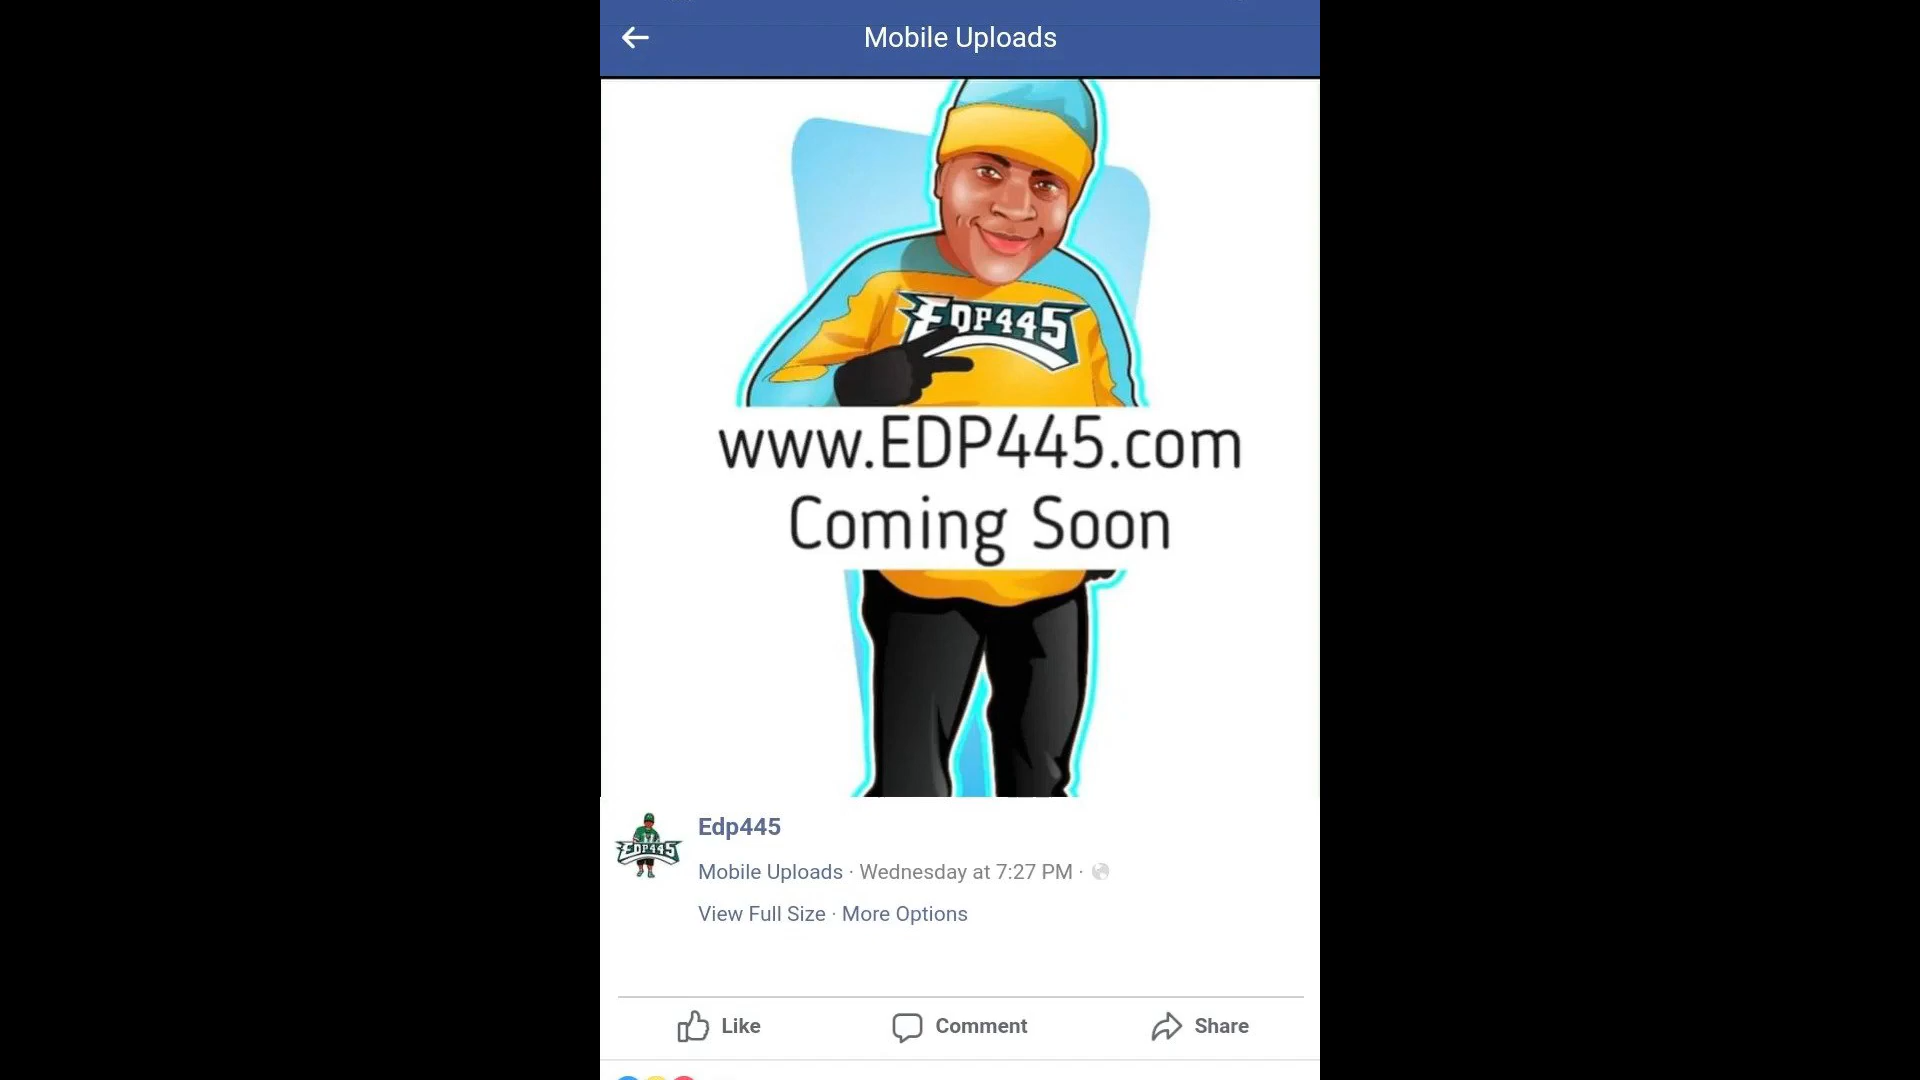 Mobile Uploads
EDP445
www.EDP445.com
Coming Soon
EDP445
Edp445
Mobile Uploads · Wednesday at 7:27 PM ·
View Full Size · More Options
Like
Comment
Share